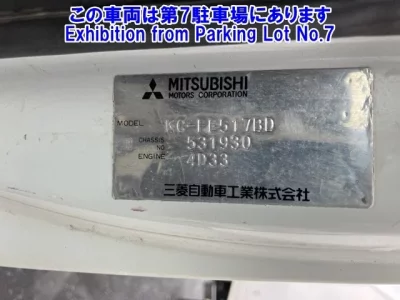 この車両は第7駐車場にあります
Exhibition from Parking Lot No.7
MITSUBISHI
MOTORS CORPORATION
MODEL KC-FE517BD
CHASSIS NO 531930
ENGINE 4D33
三菱自動車工業株式会社